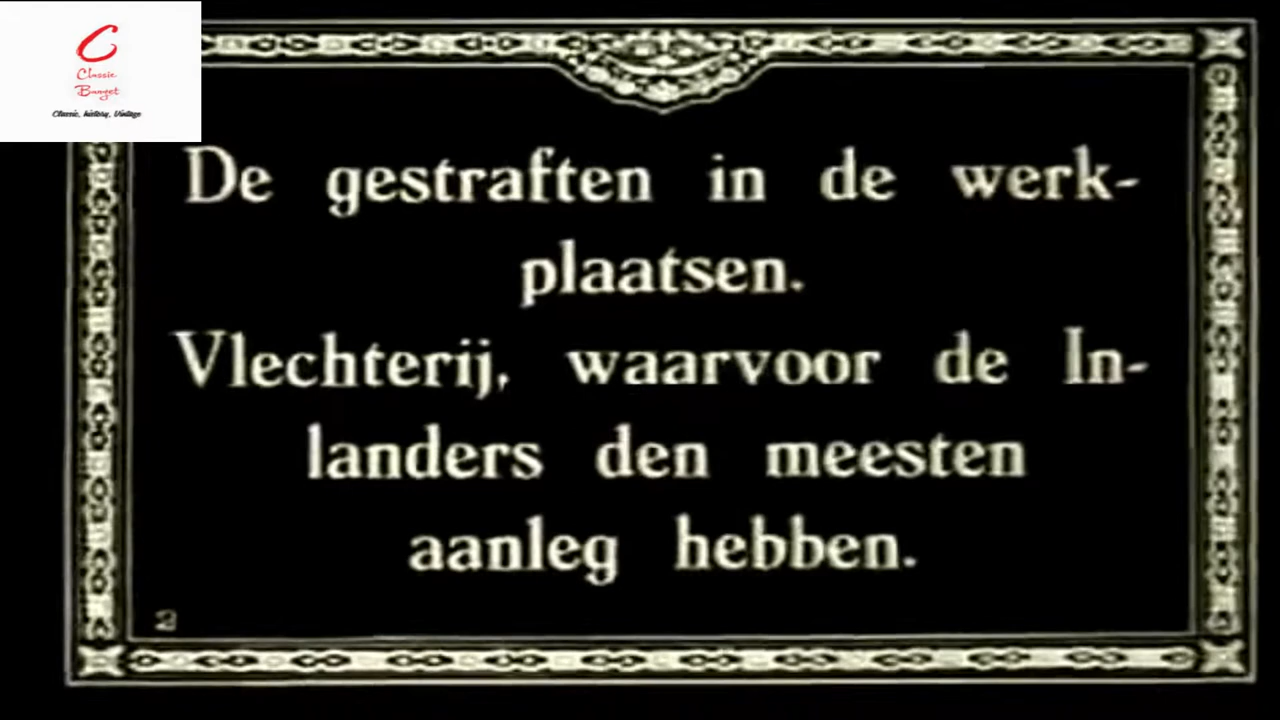 C
Classic
Banget
Classic, history, Vintage
De gestraften in de werk-
plaatsen.
Vlechterij, waarvoor de In-
landers den meesten
aanleg hebben.
2